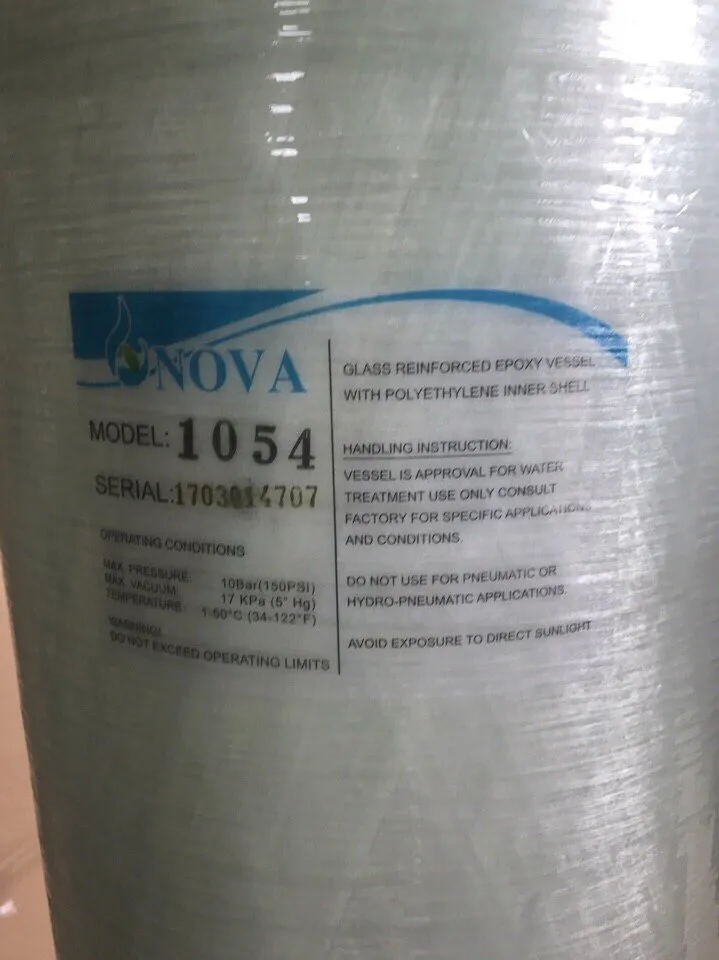 NOVA
MODEL: 1054
SERIAL:1703014707
OPERATING CONDITIONS
MAX. PRESSURE: 10Bar(150PSI)
MAX. VACUUM: 17 KPa (5" Hg)
TEMPERATURE: 1-50°C (34-122°F)
WARNING!
DO NOT EXCEED OPERATING LIMITS
GLASS REINFORCED EPOXY VESSEL
WITH POLYETHYLENE INNER SHELL
HANDLING INSTRUCTION:
VESSEL IS APPROVAL FOR WATER
TREATMENT USE ONLY CONSULT
FACTORY FOR SPECIFIC APPLICATIONS
AND CONDITIONS.
DO NOT USE FOR PNEUMATIC OR
HYDRO-PNEUMATIC APPLICATIONS.
AVOID EXPOSURE TO DIRECT SUNLIGHT